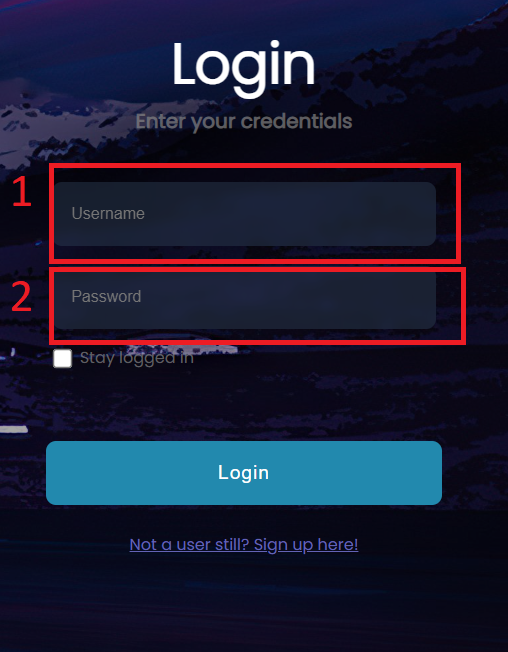 Login
Enter your credentials
1
Username
2
Password
Stay logged in
Login
Not a user still? Sign up here!